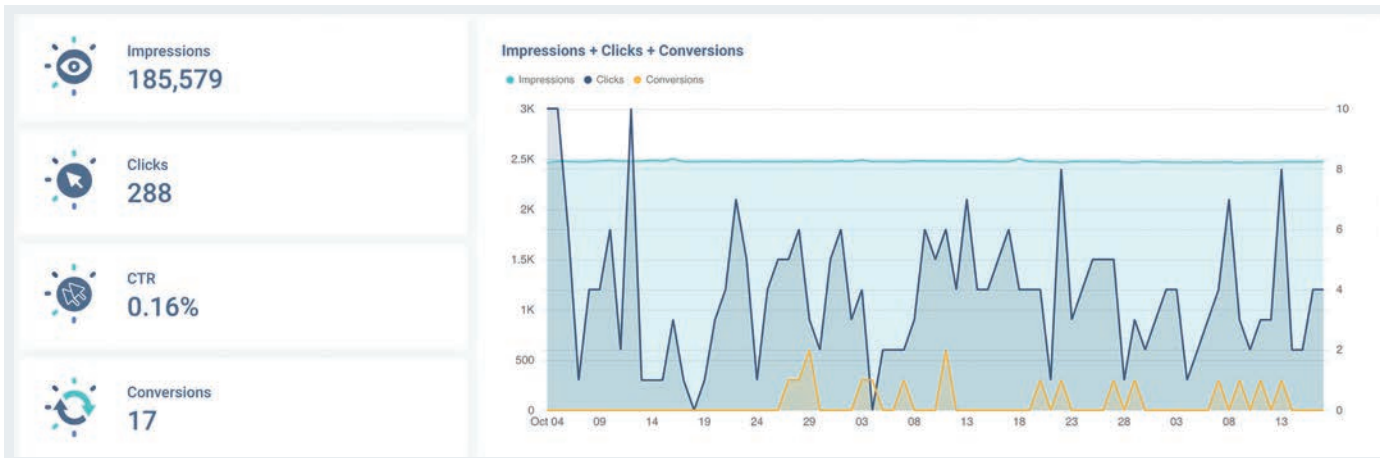 Impressions
185,579
Clicks
288
CTR
0.16%
Conversions
17
Impressions + Clicks + Conversions
Impressions Clicks Conversions
3K 10
2.5K
8
2K
6
1.5K
4
1K
500 2
0 0
Oct 04 09 14 19 24 29 03 08 13 18 23 28 03 08 13